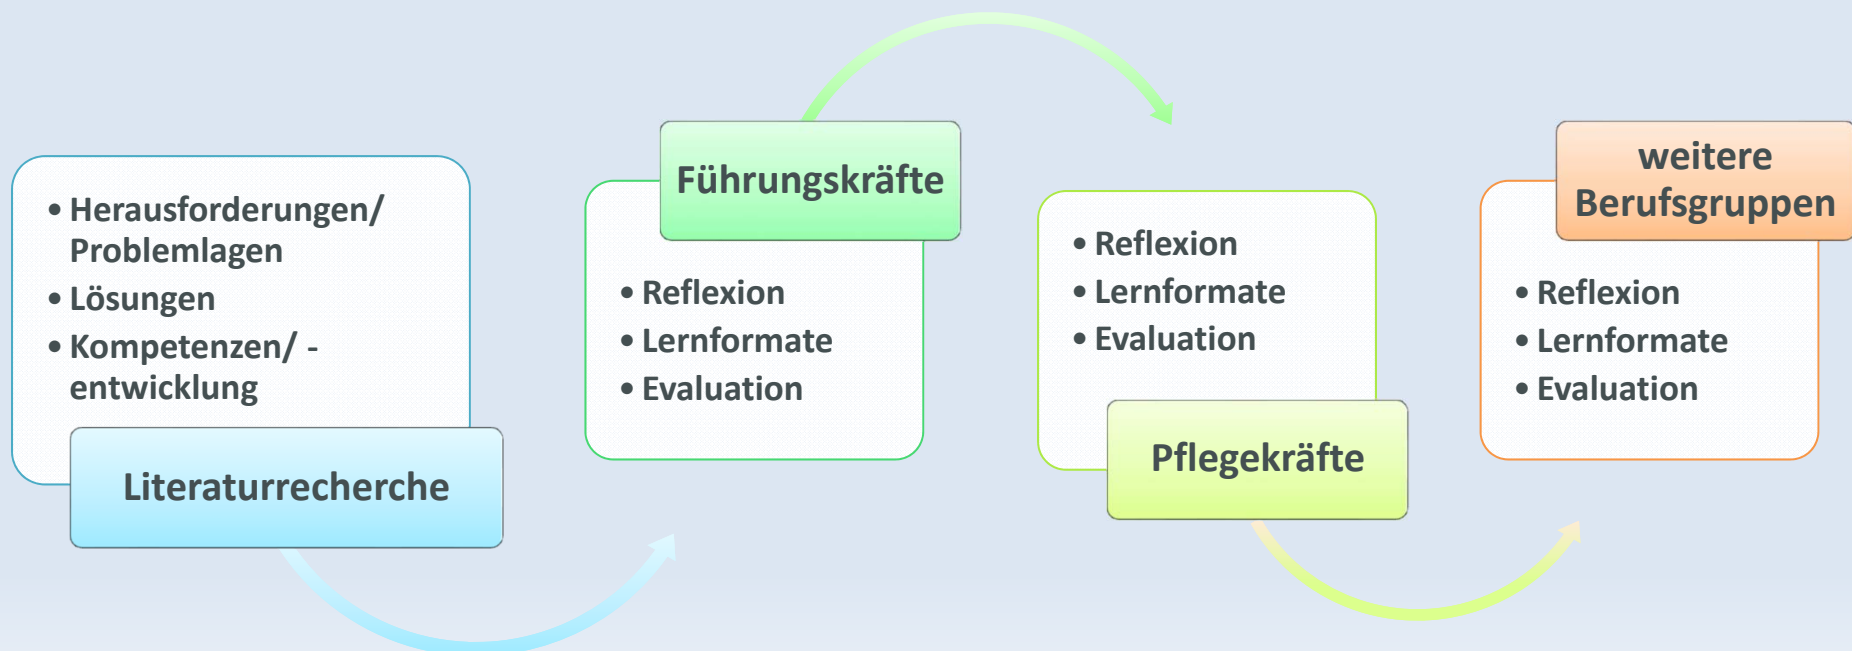 • Herausforderungen/
Problemlagen
• Lösungen
• Kompetenzen/ -
entwicklung
Literaturrecherche
Führungskräfte
• Reflexion
• Lernformate
• Evaluation
• Reflexion
• Lernformate
• Evaluation
Pflegekräfte
weitere
Berufsgruppen
• Reflexion
• Lernformate
• Evaluation